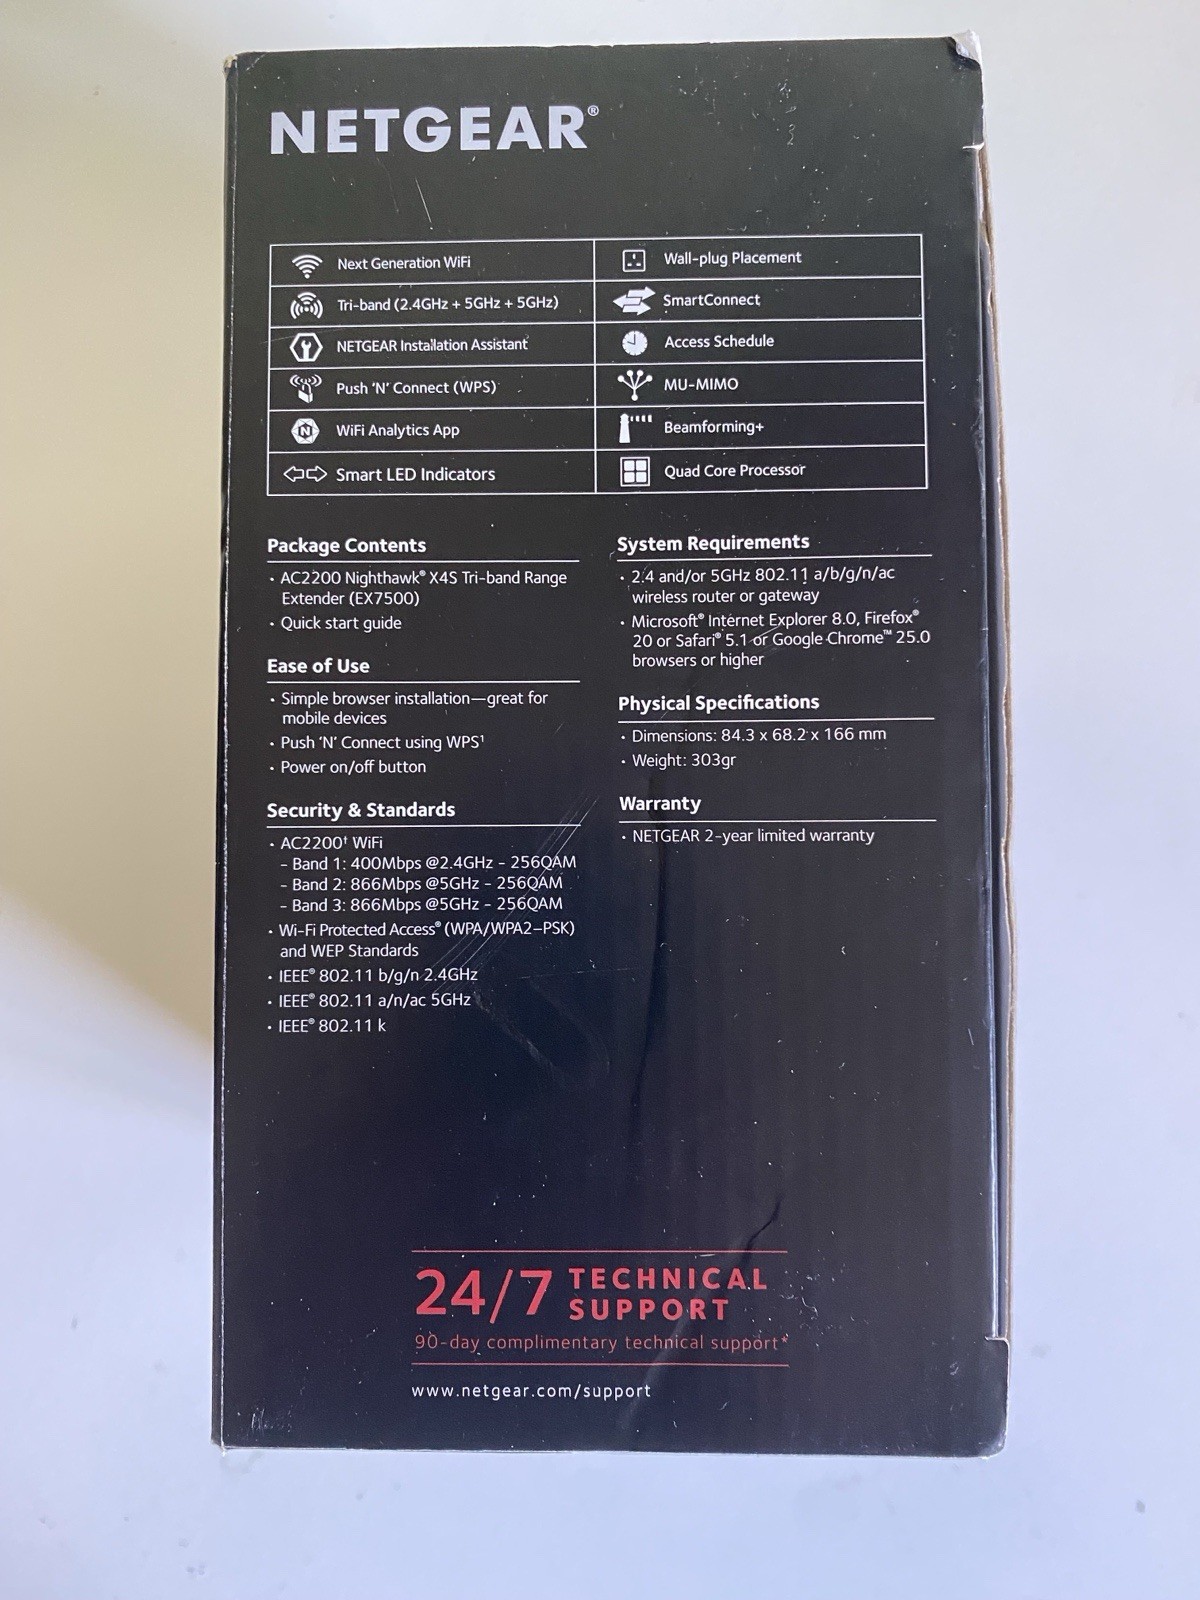 NETGEAR®
Next Generation WiFi
Wall-plug Placement
Tri-band (2.4GHz + 5GHz + 5GHz)
SmartConnect
NETGEAR Installation Assistant
Access Schedule
Push 'N' Connect (WPS)
MU-MIMO
WiFi Analytics App
Beamforming+
Smart LED Indicators
Quad Core Processor
Package Contents
• AC2200 Nighthawk® X4S Tri-band Range
Extender (EX7500)
• Quick start guide
Ease of Use
• Simple browser installation—great for
mobile devices
• Push 'N' Connect using WPS¹
• Power on/off button
Security & Standards
• AC2200† WiFi
- Band 1: 400Mbps @2.4GHz - 256QAM
- Band 2: 866Mbps @5GHz - 256QAM
- Band 3: 866Mbps @5GHz - 256QAM
• Wi-Fi Protected Access® (WPA/WPA2–PSK)
and WEP Standards
• IEEE® 802.11 b/g/n 2.4GHz
• IEEE® 802.11 a/n/ac 5GHz
• IEEE® 802.11 k
System Requirements
• 2.4 and/or 5GHz 802.11 a/b/g/n/ac
wireless router or gateway
• Microsoft® Internet Explorer 8.0, Firefox®
20 or Safari® 5.1 or Google Chrome™ 25.0
browsers or higher
Physical Specifications
• Dimensions: 84.3 x 68.2 x 166 mm
• Weight: 303gr
Warranty
• NETGEAR 2-year limited warranty
24/7 TECHNICAL
SUPPORT
90-day complimentary technical support*
www.netgear.com/support